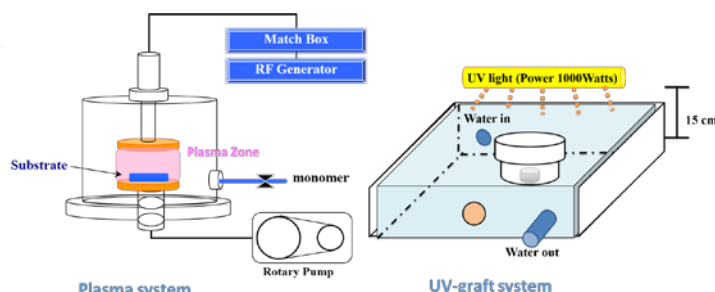 Match Box
RF Generator
Plasma Zone
Substrate
monomer
Rotary Pump
Plasma system
UV light (Power 1000Watts)
Water in
15 cm
Water out
UV-graft system